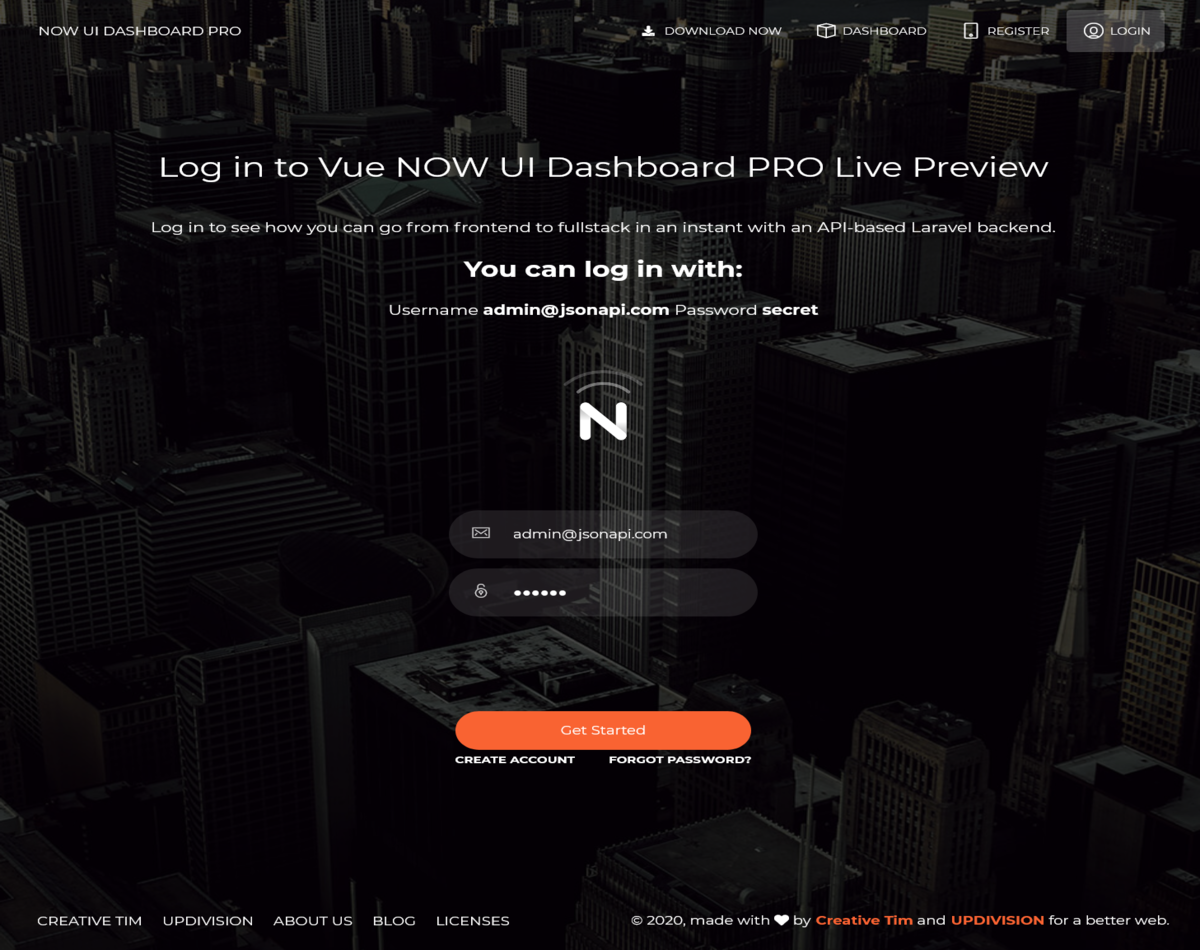 NOW UI DASHBOARD PRO
DOWNLOAD NOW
DASHBOARD
REGISTER
LOGIN
Log in to Vue NOW UI Dashboard PRO Live Preview
Log in to see how you can go from frontend to fullstack in an instant with an API-based Laravel backend.
You can log in with:
Username admin@jsonapi.com Password secret
N
admin@jsonapi.com
••••••
Get Started
CREATE ACCOUNT
FORGOT PASSWORD?
CREATIVE TIM
UPDIVISION
ABOUT US
BLOG
LICENSES
© 2020, made with ♥ by Creative Tim and UPDIVISION for a better web.